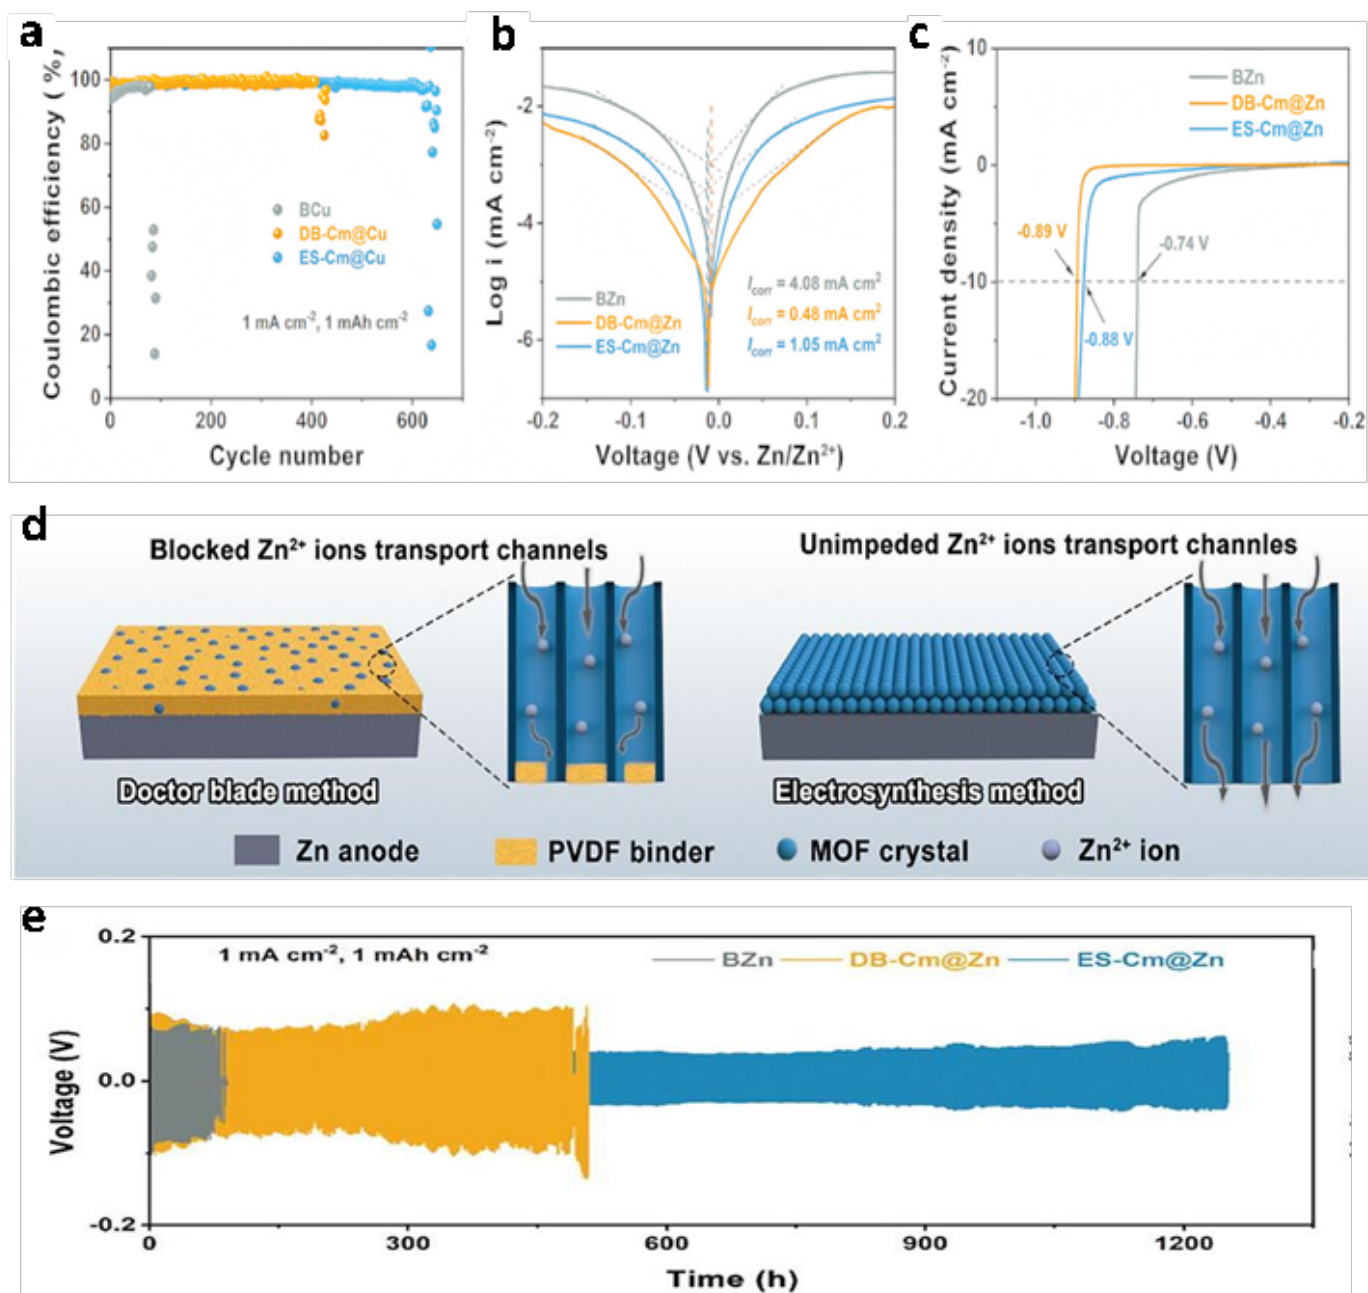 a
Coulombic efficiency ( %,
100
80
60
40
20
0
0
200
400
600
Cycle number
BCu
DB-Cm@Cu
ES-Cm@Cu
1 mA cm⁻², 1 mAh cm⁻²
b
Log i (mA cm⁻²)
-2
-4
-6
-0.2
-0.1
0.0
0.1
0.2
Voltage (V vs. Zn/Zn²⁺)
BZn
DB-Cm@Zn
ES-Cm@Zn
Icorr = 4.08 mA cm²
Icorr = 0.48 mA cm²
Icorr = 1.05 mA cm²
c
Current density (mA cm⁻²)
10
0
-10
-20
-1.0
-0.8
-0.6
-0.4
-0.2
Voltage (V)
BZn
DB-Cm@Zn
ES-Cm@Zn
-0.89 V
-0.74 V
-0.88 V
d
Blocked Zn²⁺ ions transport channels
Unimpeded Zn²⁺ ions transport channles
Doctor blade method
Electrosynthesis method
Zn anode
PVDF binder
MOF crystal
Zn²⁺ ion
e
Voltage (V)
0.2
0.0
-0.2
1 mA cm⁻², 1 mAh cm⁻²
BZn
DB-Cm@Zn
ES-Cm@Zn
0
300
600
900
1200
Time (h)